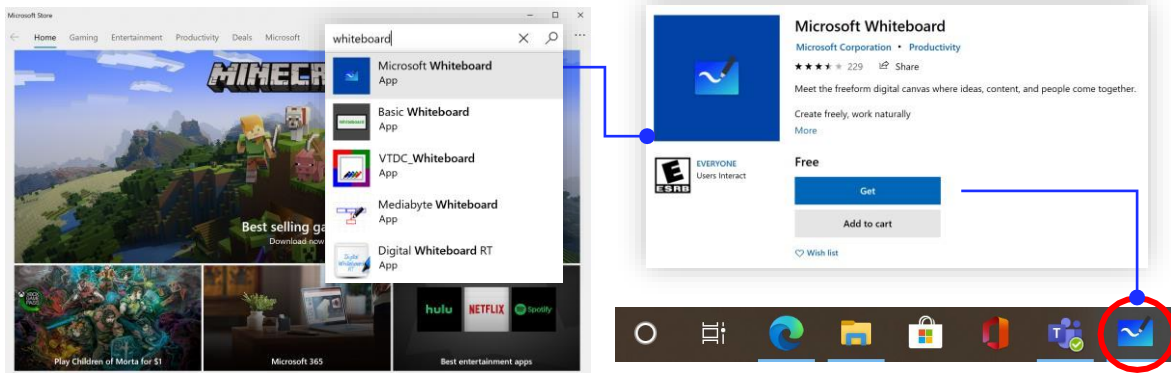 Microsoft Store
Home Gaming Entertainment Productivity Deals Microsoft
whiteboard
Microsoft Whiteboard
App
Basic Whiteboard
App
VTDC_Whiteboard
App
Mediabyte Whiteboard
App
Digital Whiteboard RT
App
MINECR
Best selling ga
Download now
XBOX
GAME
PASS
Play Children of Morta for $1
Microsoft 365
hulu NETFLIX Spotify
Best entertainment apps
Microsoft Whiteboard
Microsoft Corporation • Productivity
229 Share
Meet the freeform digital canvas where ideas, content, and people come together.
Create freely, work naturally
More
E
ESRB
EVERYONE
Users Interact
Free
Get
Add to cart
Wish list
T